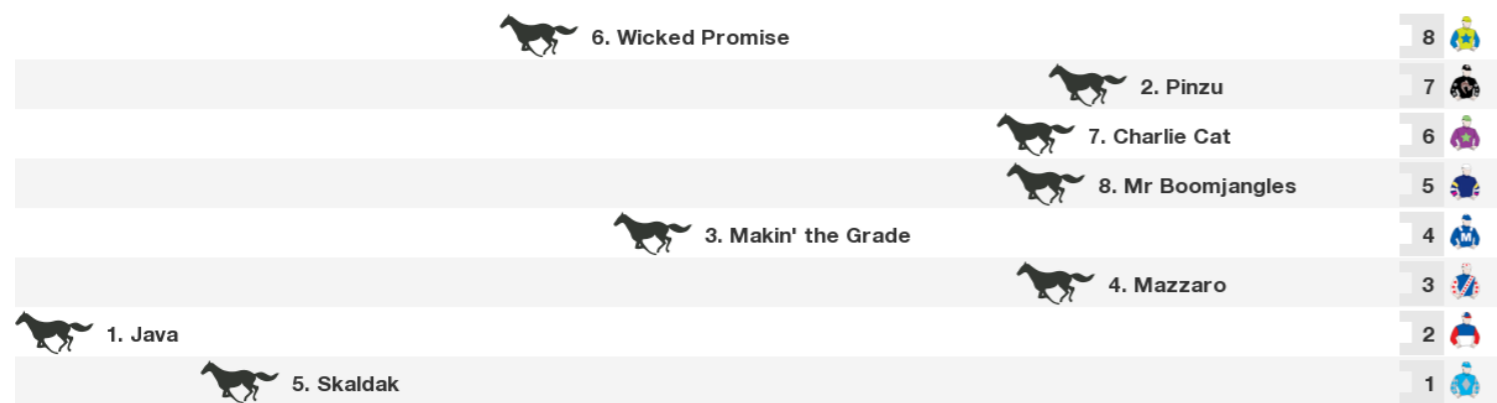 6. Wicked Promise 8
2. Pinzu 7
7. Charlie Cat 6
8. Mr Boomjangles 5
3. Makin' the Grade 4 M
4. Mazzaro 3
1. Java 2
5. Skaldak 1